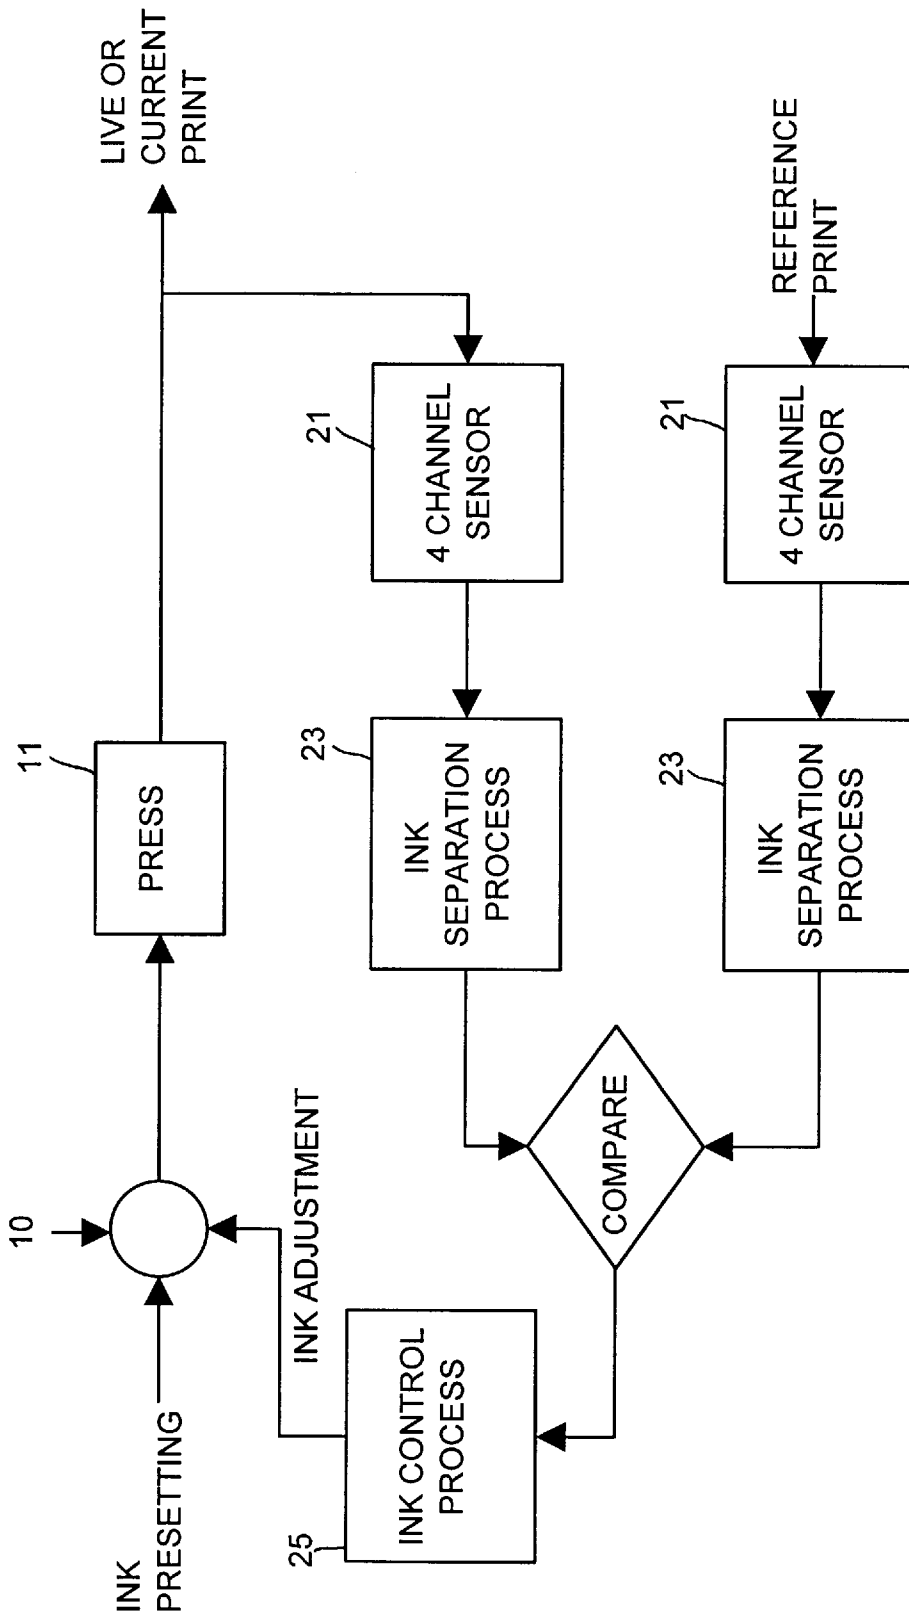 INK
PRESETTING
10
11
PRESS
LIVE OR
CURRENT
PRINT
INK ADJUSTMENT
25
INK CONTROL
PROCESS
COMPARE
23
INK
SEPARATION
PROCESS
21
4 CHANNEL
SENSOR
23
INK
SEPARATION
PROCESS
21
4 CHANNEL
SENSOR
REFERENCE
PRINT